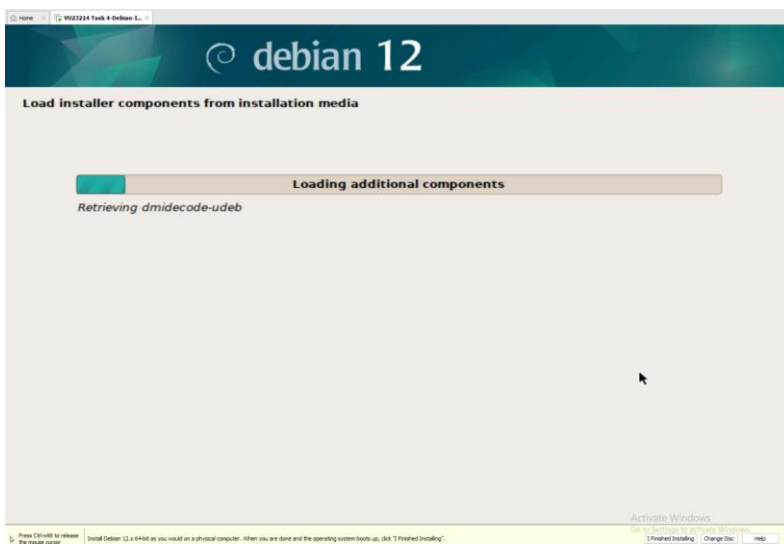 Home
VU23214 Task 4-Debian-1...
debian 12
Load installer components from installation media
Loading additional components
Retrieving dmidecode-udeb
Activate Windows
Go to Settings to activate Windows.
Press Ctrl+Alt to release
the mouse cursor
Install Debian 12.x 64-bit as you would on a physical computer. When you are done and the operating system boots up, click "I Finished Installing".
I Finished Installing
Change Disc
Help